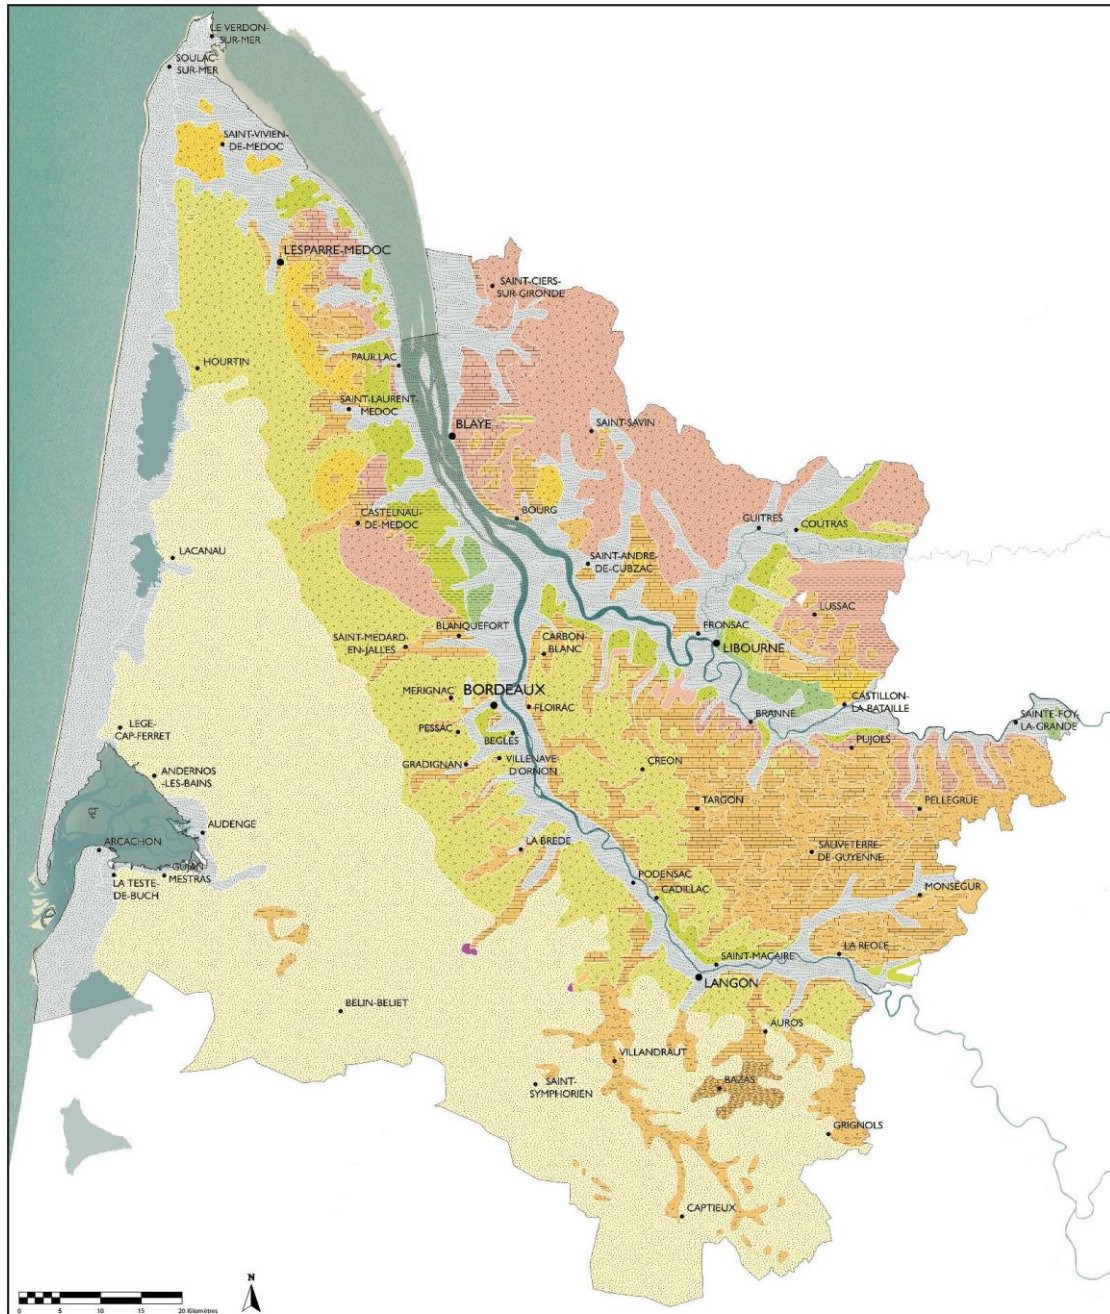 LE VERDON-
SUR-MER
SOULAC-
SUR-MER
SAINT-VIVIEN-
DE-MEDOC
LESPARRE-MEDOC
SAINT-CIERS-
SUR-GIRONDE
HOURTIN
PAUILLAC
SAINT-LAURENT-
MEDOC
BLAYE
SAINT-SAVIN
BOURG
CASTELNAU-
DE-MEDOC
GUITRES
COUTRAS
LACANAU
SAINT-ANDRE-
DE-CUBZAC
LUSSAC
BLANQUEFORT
FRONSAC
SAINT-MEDARD-
EN-JALLES
CARBON-
BLANC
LIBOURNE
MERIGNAC
BORDEAUX
FLOIRAC
CASTILLON-
LA-BATAILLE
LEGE-
CAP-FERRET
PESSAC
BEGLES
BRANNE
SAINTE-FOY-
LA-GRANDE
PUJOLS
GRADIGNAN
VILLENAVE-
D'ORNON
CREON
ANDERNOS
-LES-BAINS
TARGON
PELLEGRUE
AUDENGE
ARCACHON
LA BREDE
SAUVETERRE-
DE-GUYENNE
LA TESTE-
DE-BUCH
GUJAN-
MESTRAS
PODENSAC
CADILLAC
MONSEGUR
LA REOLE
SAINT-MACAIRE
LANGON
BELIN-BELIET
AUROS
VILLANDRAUT
SAINT-
SYMPHORIEN
BAZAS
GRIGNOLS
CAPTIEUX
N
0 5 10 15 20 Kilomètres